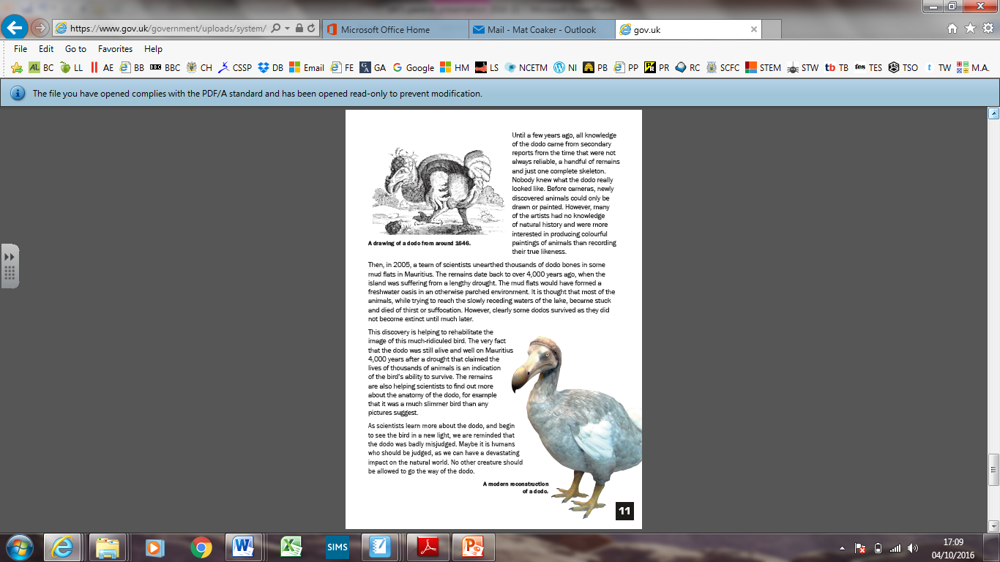 https://www.gov.uk/government/uploads/system/
Microsoft Office Home
Mail - Mat Coaker - Outlook
gov.uk
File Edit Go to Favorites Help
AL BC LL AE BB BBC BBC CH CSSP DB Email FE GA GA Google HM LS NCETM WI PB PP PR PR RC SCFC STEM STW tb TB tes TES TSO t TW M.A.
The file you have opened complies with the PDF/A standard and has been opened read-only to prevent modification.
A drawing of a dodo from around 1646.
Until a few years ago, all knowledge
of the dodo came from secondary
reports from the time that were not
always reliable, a handful of remains
and just one complete skeleton.
Nobody knew what the dodo really
looked like. Before cameras, newly
discovered animals could only be
drawn or painted. However, many
of the artists had no knowledge
of natural history and were more
interested in producing colourful
paintings of animals than recording
their true likeness.
Then, in 2005, a team of scientists unearthed thousands of dodo bones in some
mud flats in Mauritius. The remains date back to over 4,000 years ago, when the
island was suffering from a lengthy drought. The mud flats would have formed a
freshwater oasis in an otherwise parched environment. It is thought that most of the
animals, while trying to reach the slowly receding waters of the lake, became stuck
and died of thirst or suffocation. However, clearly some dodos survived as they did
not become extinct until much later.
This discovery is helping to rehabilitate the
image of this much-ridiculed bird. The very fact
that the dodo was still alive and well on Mauritius
4,000 years after a drought that claimed the
lives of thousands of animals is an indication
of the bird's ability to survive. The remains
are also helping scientists to find out more
about the anatomy of the dodo, for example
that it was a much slimmer bird than any
pictures suggest.
As scientists learn more about the dodo, and begin
to see the bird in a new light, we are reminded that
the dodo was badly misjudged. Maybe it is humans
who should be judged, as we can have a devastating
impact on the natural world. No other creature should
be allowed to go the way of the dodo.
A modern reconstruction
of a dodo.
11
SIMS
17:09
04/10/2016